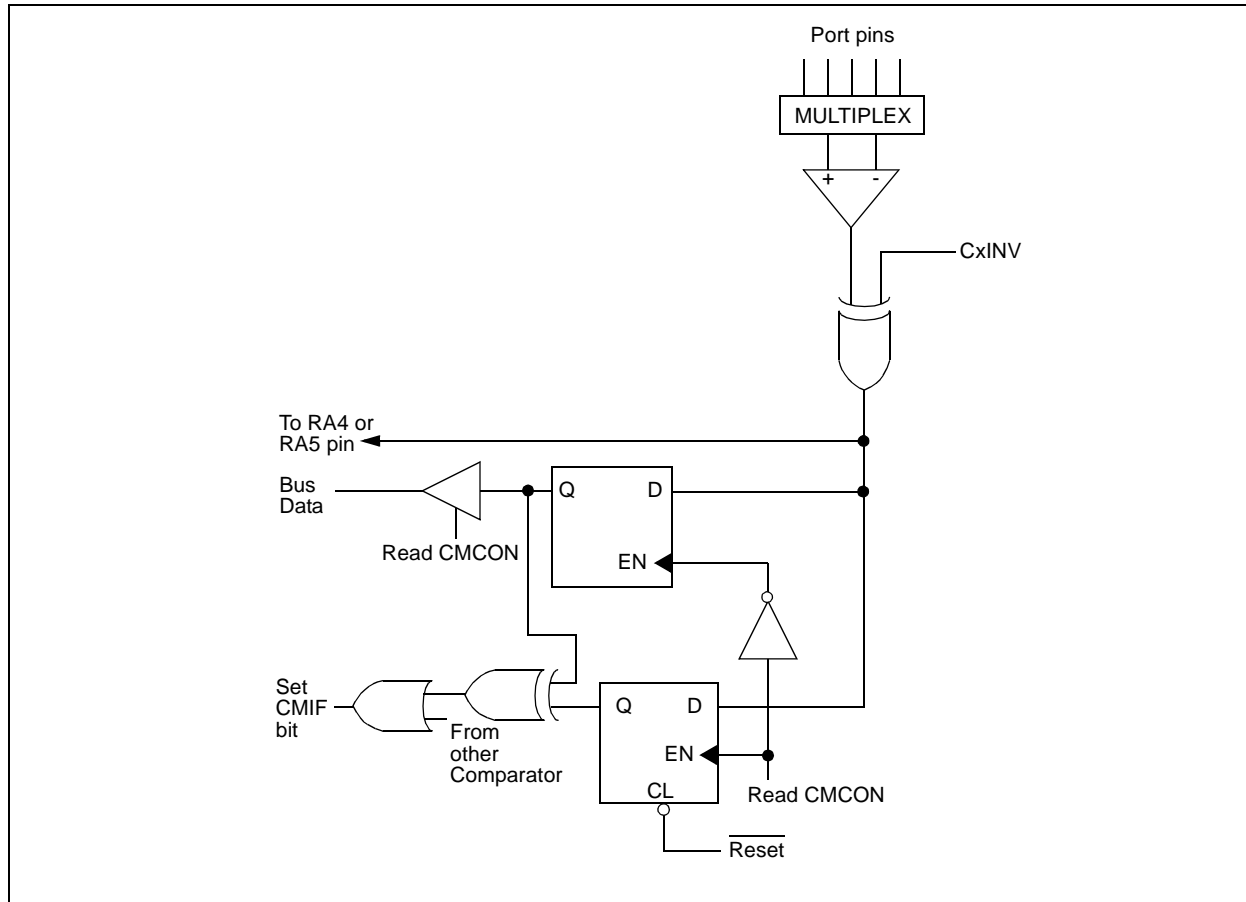 Port pins
MULTIPLEX
+ -
CxINV
To RA4 or
RA5 pin
Bus
Data
Q D
EN
Read CMCON
Set
CMIF
bit
From
other
Comparator
Q D
EN
CL
Read CMCON
Reset